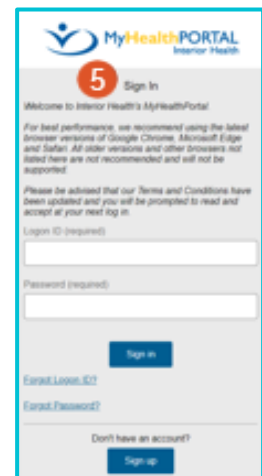 MyHealthPORTAL
Interior Health
5
Sign In
Welcome to Interior Health's MyHealthPortal
For best performance, we recommend using the latest
browser versions of Google Chrome, Microsoft Edge
and Safari. All older versions and other browsers not
listed here are not recommended and will not be
supported.
Please be advised that our Terms and Conditions have
been updated and you will be prompted to read and
accept at your next log in.
Logon ID (required)
Password (required)
Sign in
Forgot Logon ID?
Forgot Password?
Don't have an account?
Sign up